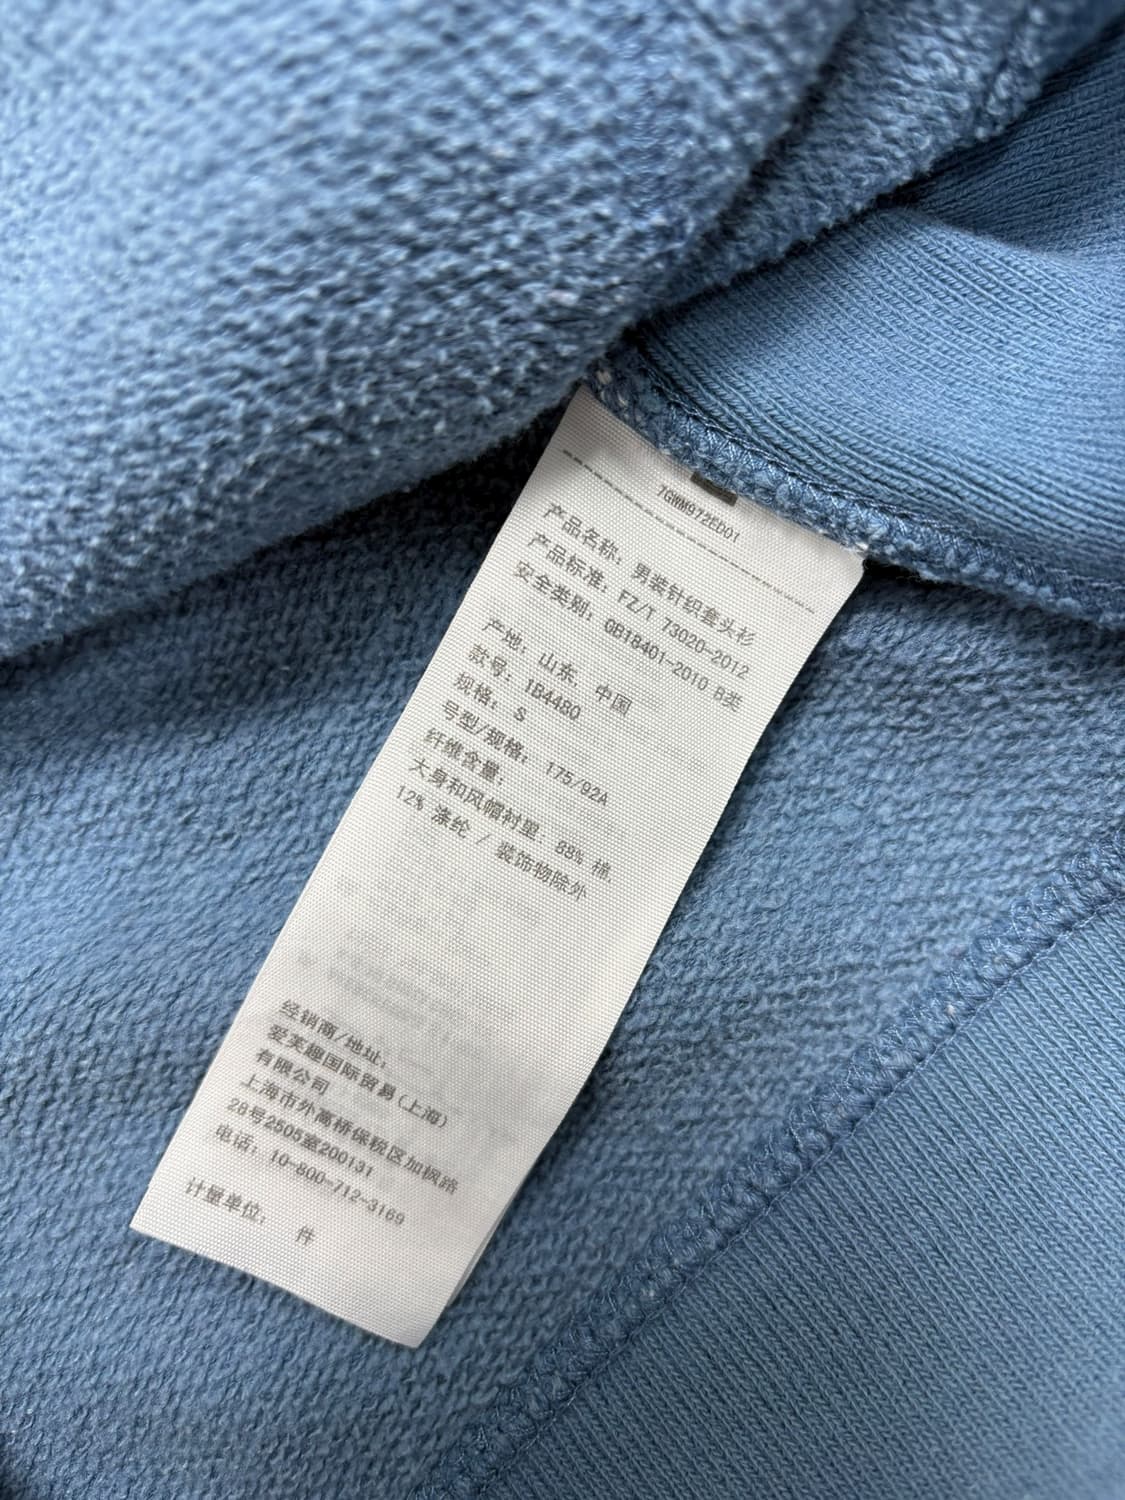 7GWM972ED01
产品名称: 男装针织套头衫
产品标准: FZ/T 73020-2012
安全类别: GB18401-2010 B类
产地: 山东, 中国
款号: 1B4480
规格: S
号型/规格: 175/92A
纤维含量:
大身和风帽衬里: 88% 棉,
12% 涤纶 / 装饰物除外
经销商/地址:
爱芙趣国际贸易(上海)
有限公司
上海市外高桥保税区加枫路
28号2505室200131
电话: 10-800-712-3169
计量单位: 件